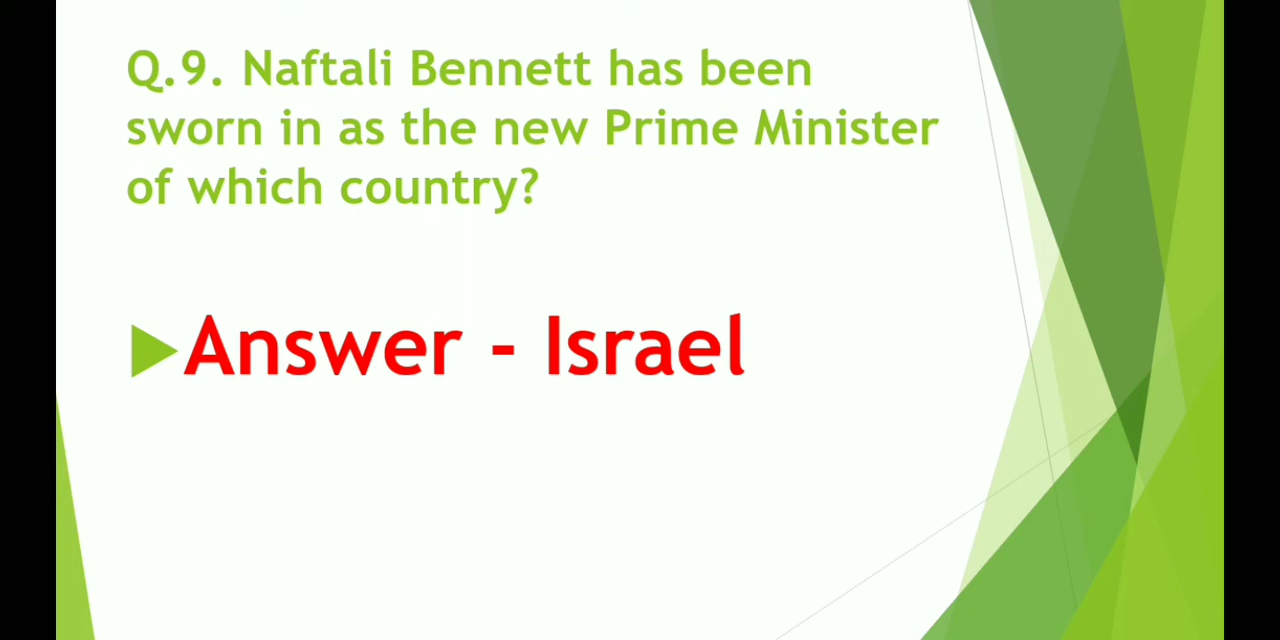 Q.9. Naftali Bennett has been
sworn in as the new Prime Minister
of which country?
Answer - Israel